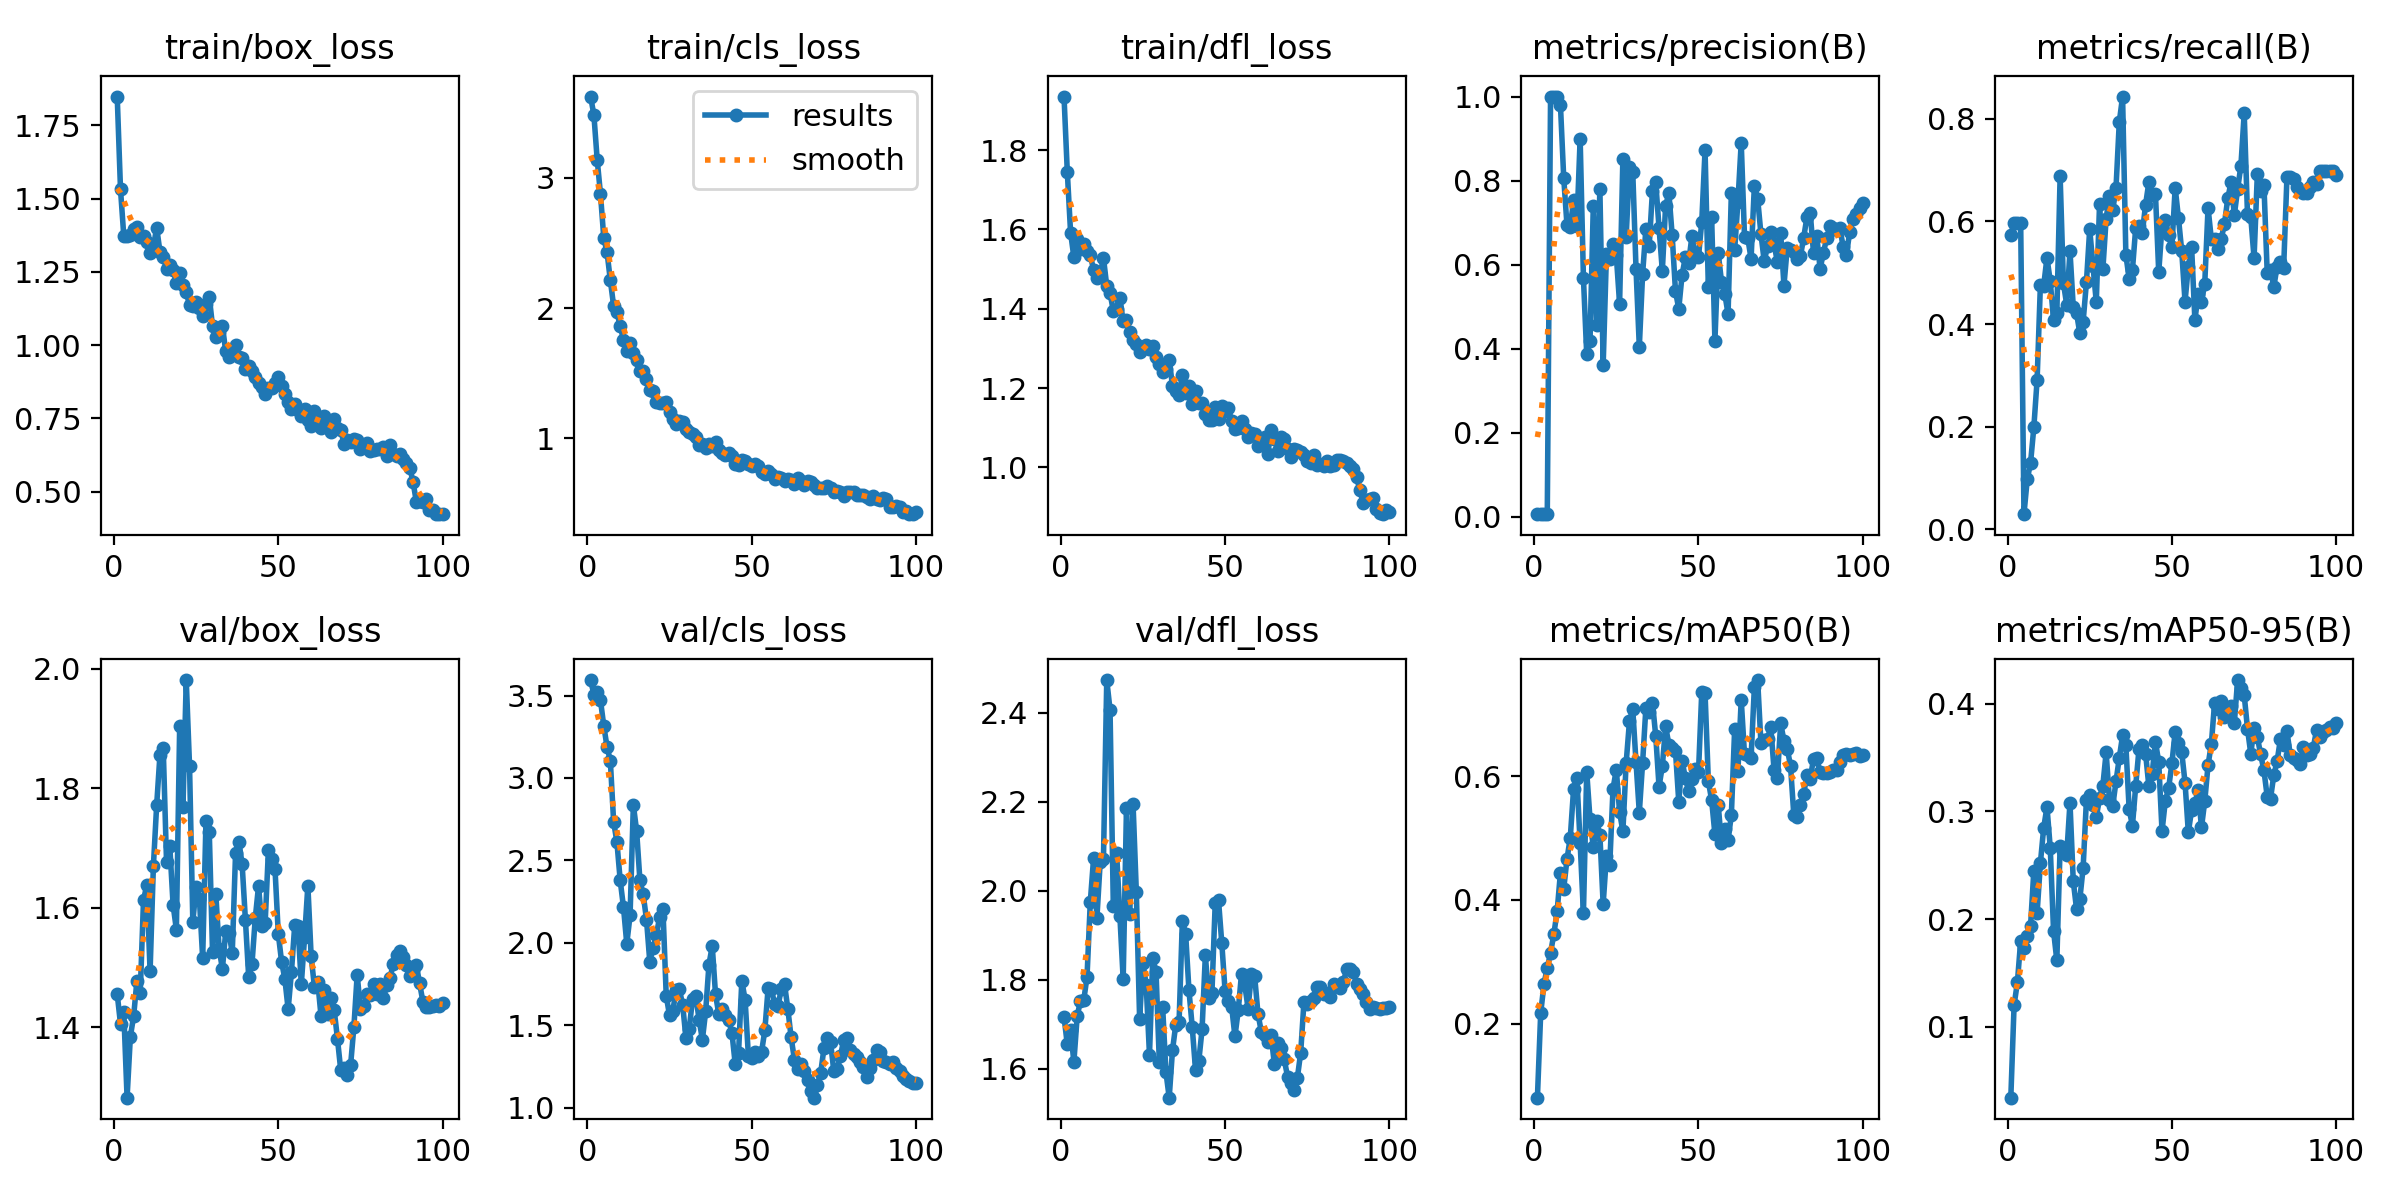 train/box_loss
1.75
1.50
1.25
1.00
0.75
0.50
0 50 100
train/cls_loss
results
smooth
3
2
1
0 50 100
train/dfl_loss
1.8
1.6
1.4
1.2
1.0
0 50 100
metrics/precision(B)
1.0
0.8
0.6
0.4
0.2
0.0
0 50 100
metrics/recall(B)
0.8
0.6
0.4
0.2
0.0
0 50 100
val/box_loss
2.0
1.8
1.6
1.4
0 50 100
val/cls_loss
3.5
3.0
2.5
2.0
1.5
1.0
0 50 100
val/dfl_loss
2.4
2.2
2.0
1.8
1.6
0 50 100
metrics/mAP50(B)
0.6
0.4
0.2
0 50 100
metrics/mAP50-95(B)
0.4
0.3
0.2
0.1
0 50 100